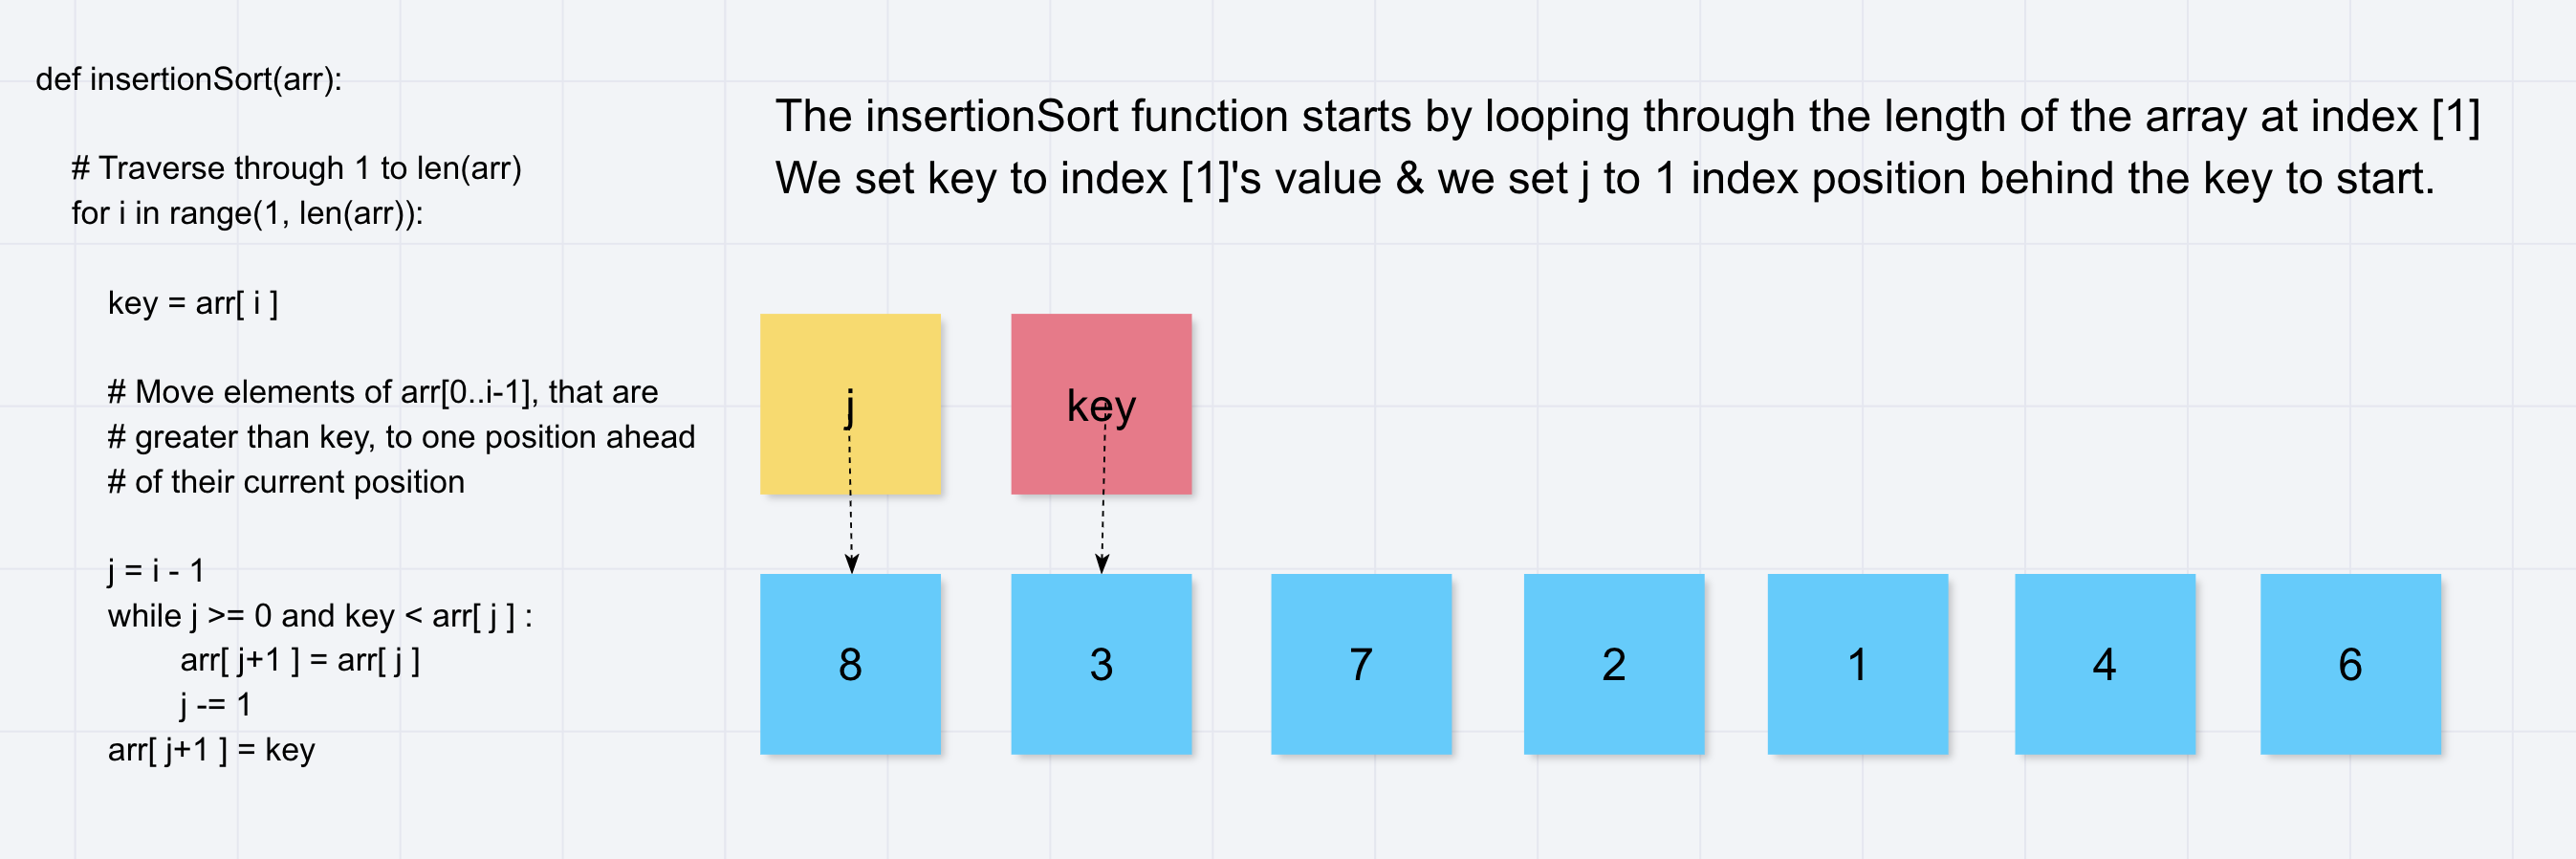 def insertionSort(arr):
# Traverse through 1 to len(arr)
for i in range(1, len(arr)):
key = arr[ i ]
# Move elements of arr[0..i-1], that are
# greater than key, to one position ahead
# of their current position
j = i - 1
while j >= 0 and key < arr[ j ] :
arr[ j+1 ] = arr[ j ]
j -= 1
arr[ j+1 ] = key
The insertionSort function starts by looping through the length of the array at index [1]
We set key to index [1]'s value & we set j to 1 index position behind the key to start.
j key
8 3 7 2 1 4 6